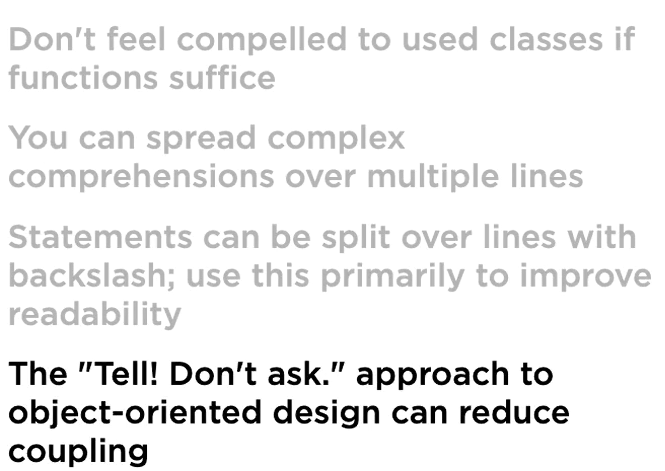 Don't feel compelled to used classes if
functions suffice
You can spread complex
comprehensions over multiple lines
Statements can be split over lines with
backslash; use this primarily to improve
readability
The "Tell! Don't ask." approach to
object-oriented design can reduce
coupling